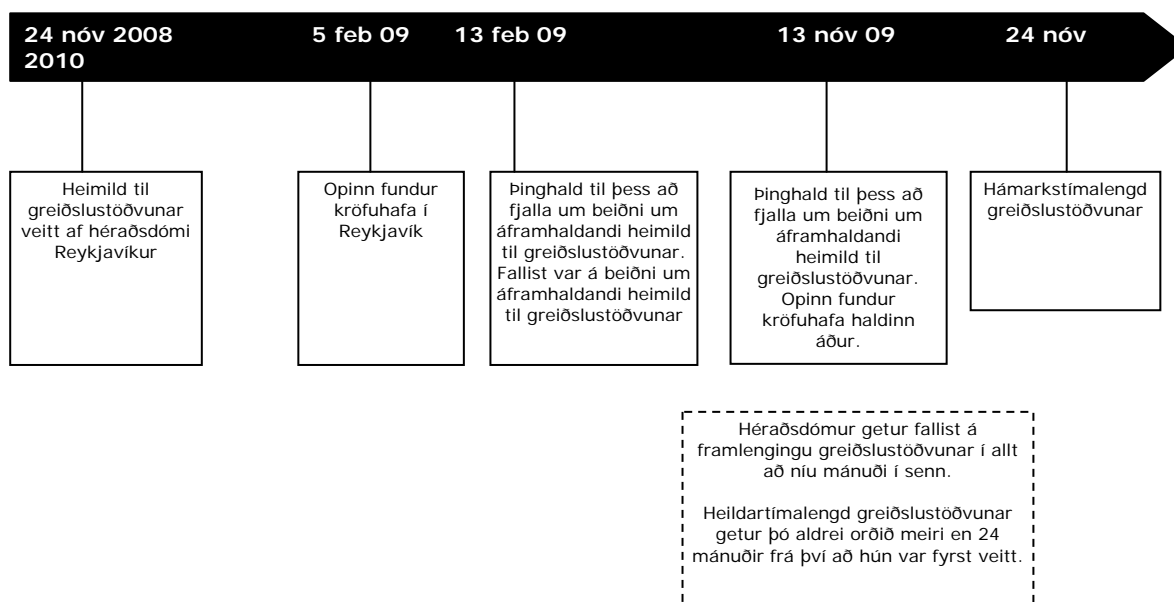 24 nóv 2008 5 feb 09 13 feb 09 13 nóv 09 24 nóv
2010
Heimild til
greiðslustöðvunar
veitt af héraðsdómi
Reykjavíkur
Opinn fundur
kröfuhafa í
Reykjavík
Þinghald til þess að
fjalla um beiðni um
áframhaldandi heimild
til greiðslustöðvunar.
Fallist var á beiðni um
áframhaldandi heimild
til greiðslustöðvunar
Þinghald til þess að
fjalla um beiðni um
áframhaldandi
heimild til
greiðslustöðvunar.
Opinn fundur
kröfuhafa haldinn
áður.
Hámarkstímalengd
greiðslustöðvunar
Héraðsdómur getur fallist á
framlengingu greiðslustöðvunar í allt
að níu mánuði í senn.
Heildartímalengd greiðslustöðvunar
getur þó aldrei orðið meiri en 24
mánuðir frá því að hún var fyrst veitt.